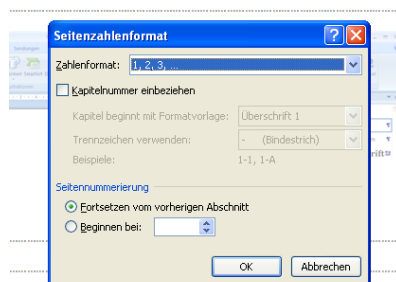 Seitenzahlenformat
Zahlenformat: 1, 2, 3, ...
Kapitelnummer einbeziehen
Kapitel beginnt mit Formatvorlage: Überschrift 1
Trennzeichen verwenden: - (Bindestrich)
Beispiele: 1-1, 1-A
Seitennummerierung
Fortsetzen vom vorherigen Abschnitt
Beginnen bei:
OK Abbrechen